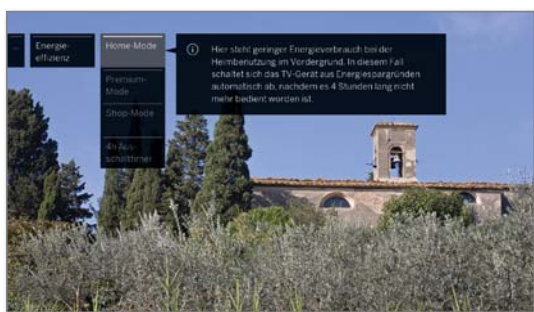 Energie-
effizienz
Home-Mode
Premium-
Mode
Shop-Mode
4h Aus-
schalttimer
Hier steht geringer Energieverbrauch bei der
Heimbenutzung im Vordergrund. In diesem Fall
schaltet sich das TV-Gerät aus Energiespargründen
automatisch ab, nachdem es 4 Stunden lang nicht
mehr bedient worden ist.